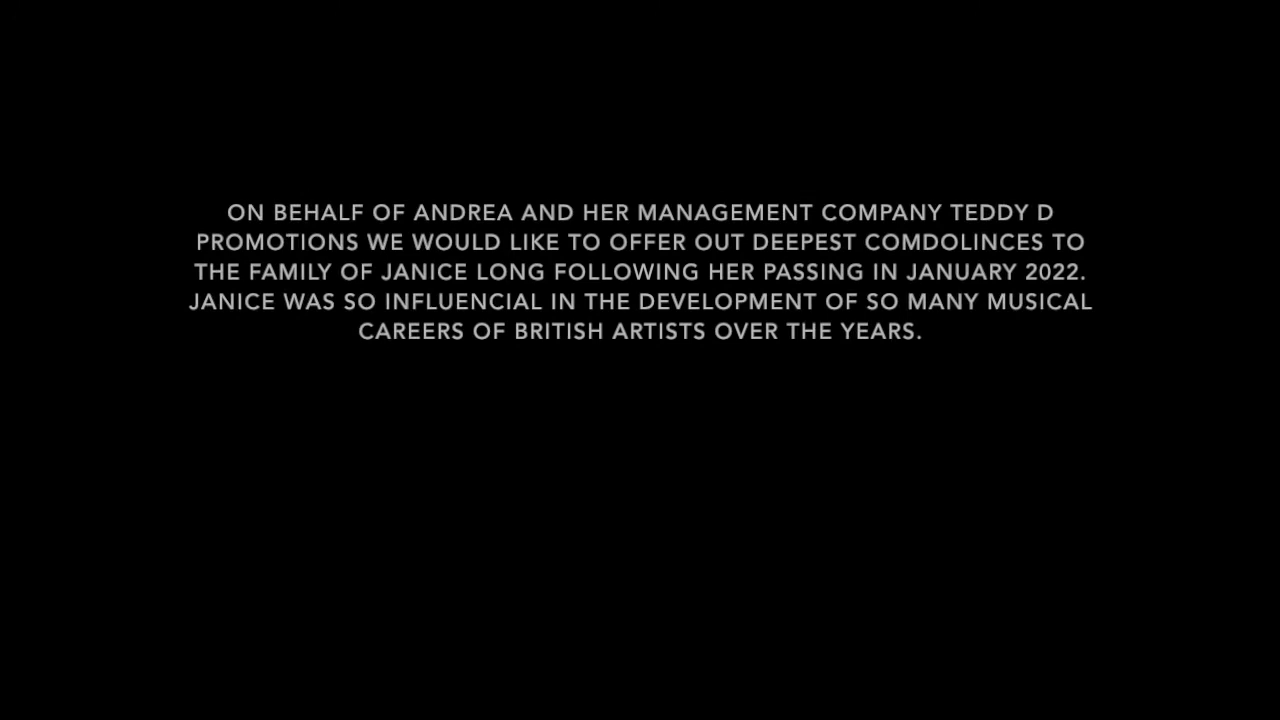 ON BEHALF OF ANDREA AND HER MANAGEMENT COMPANY TEDDY D
PROMOTIONS WE WOULD LIKE TO OFFER OUT DEEPEST COMDOLINCES TO
THE FAMILY OF JANICE LONG FOLLOWING HER PASSING IN JANUARY 2022.
JANICE WAS SO INFLUENCIAL IN THE DEVELOPMENT OF SO MANY MUSICAL
CAREERS OF BRITISH ARTISTS OVER THE YEARS.